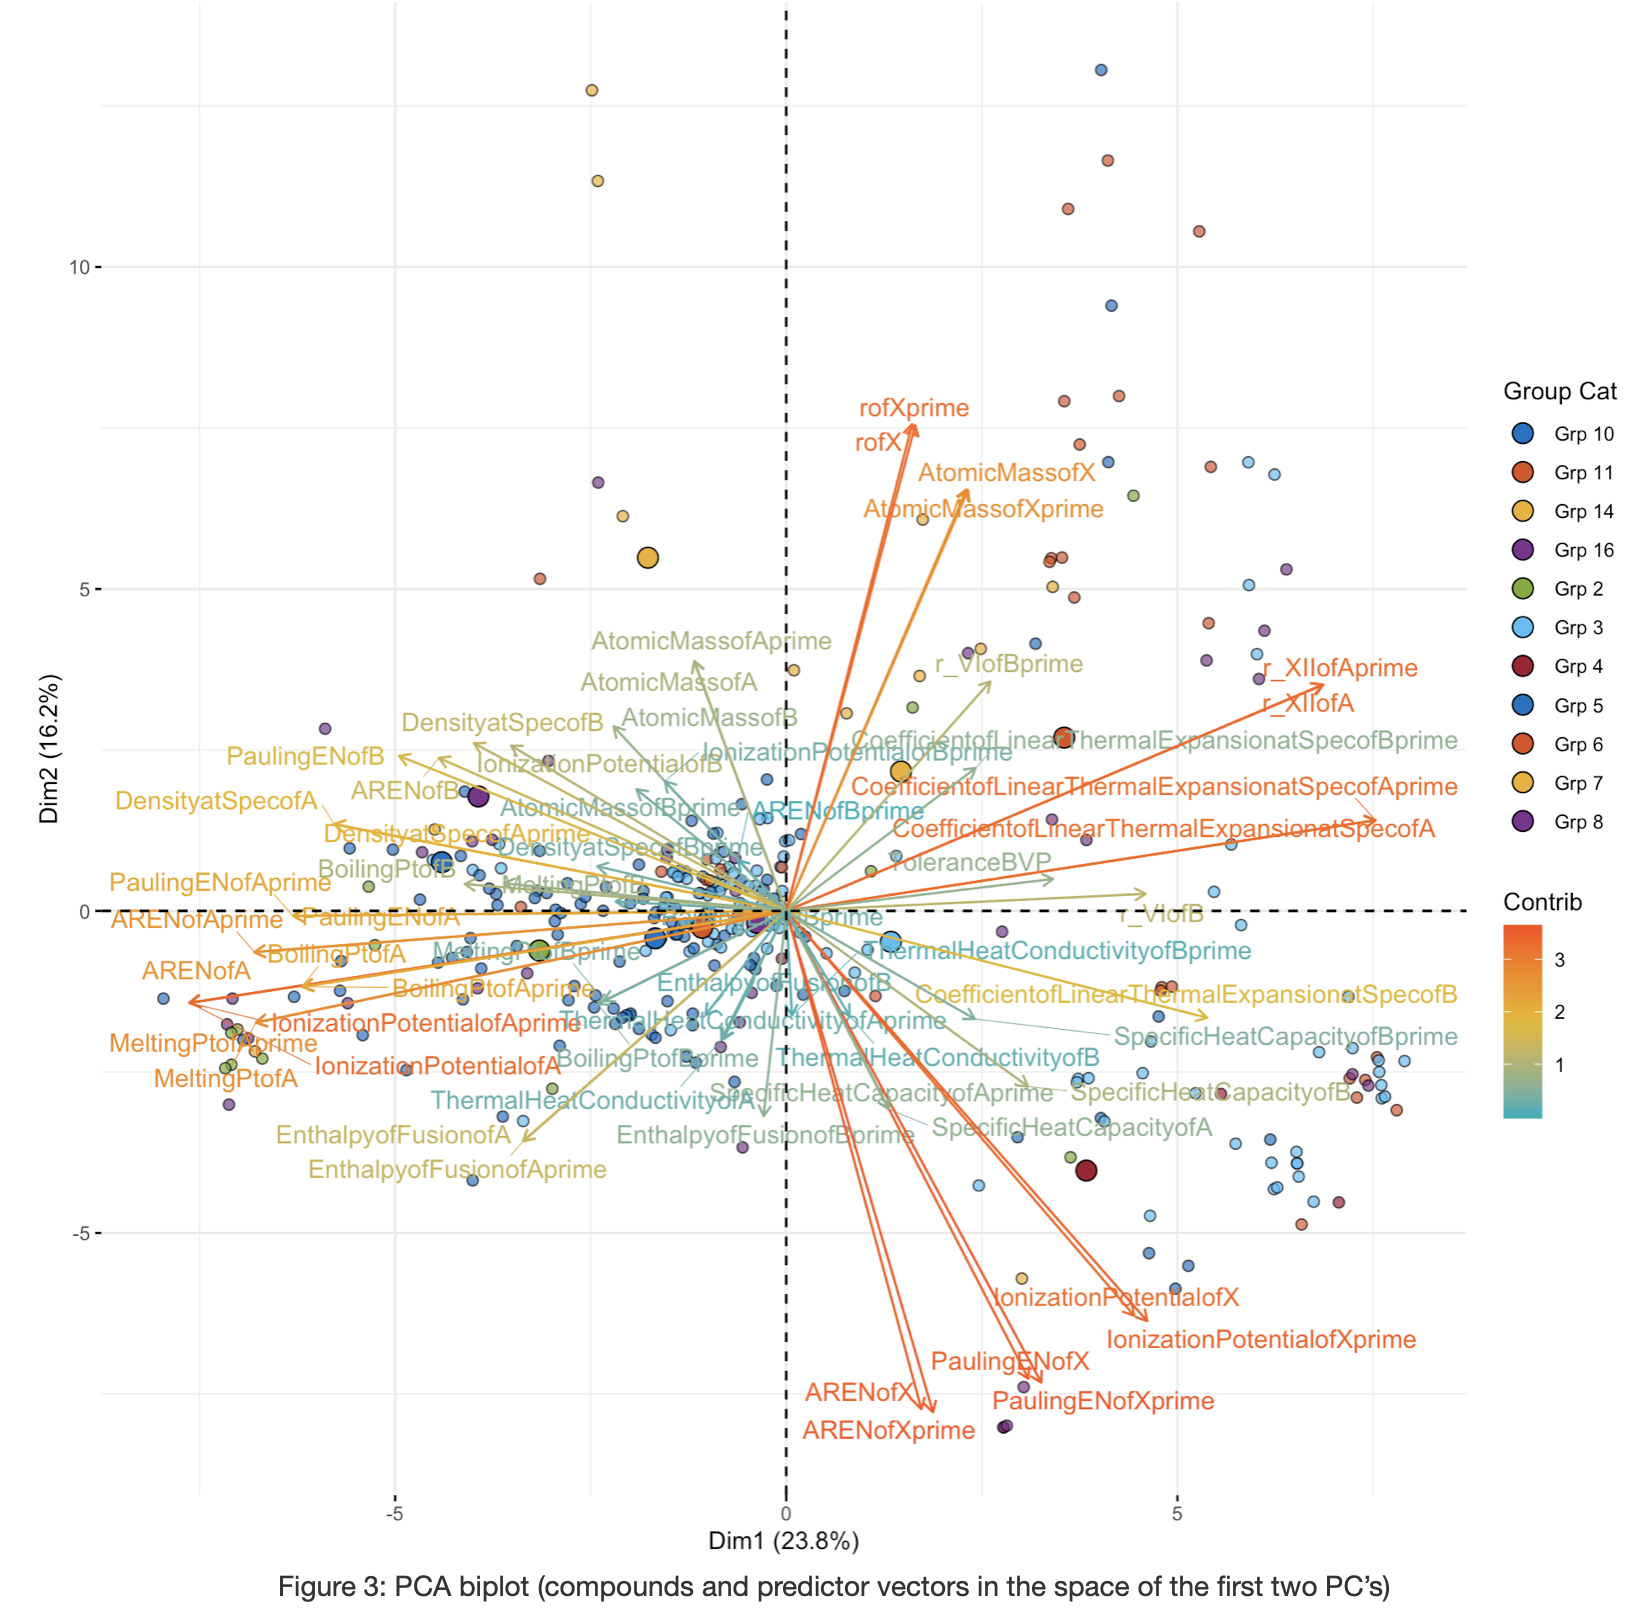 10
5
0
-5
Dim2 (16.2%)
-5
0
5
Dim1 (23.8%)
rofXprime
rofX
AtomicMassofX
AtomicMassofXprime
AtomicMassofAprime
AtomicMassofA
r_VIofBprime
r_XIIofAprime
r_XIIofA
DensityatSpecofB
AtomicMassofB
PaulingENofB
IonizationPotentialofB
IonizationPotentialofBprime
CoefficientofLinearThermalExpansionatSpecofBprime
ARENofB
DensityatSpecofA
AtomicMassofBprime
ARENofBprime
CoefficientofLinearThermalExpansionatSpecofAprime
DensityatSpecofAprime
CoefficientofLinearThermalExpansionatSpecofA
DensityatSpecofBprime
BoilingPtofB
ToleranceBVP
PaulingENofAprime
MeltingPtofB
ARENofAprime
PaulingENofA
r_VIofB
BoilingPtofA
MeltingPtofBprime
ThermalHeatConductivityofBprime
ARENofA
BoilingPtofAprime
EnthalpyofFusionofB
CoefficientofLinearThermalExpansionatSpecofB
IonizationPotentialofAprime
ThermalHeatConductivityofAprime
SpecificHeatCapacityofBprime
MeltingPtofAprime
IonizationPotentialofA
BoilingPtofBprime
ThermalHeatConductivityofB
MeltingPtofA
ThermalHeatConductivityofA
SpecificHeatCapacityofAprime
SpecificHeatCapacityofB
EnthalpyofFusionofA
EnthalpyofFusionofBprime
SpecificHeatCapacityofA
EnthalpyofFusionofAprime
IonizationPotentialofX
IonizationPotentialofXprime
PaulingENofX
ARENofX
PaulingENofXprime
ARENofXprime
Group Cat
Grp 10
Grp 11
Grp 14
Grp 16
Grp 2
Grp 3
Grp 4
Grp 5
Grp 6
Grp 7
Grp 8
Contrib
3
2
1
Figure 3: PCA biplot (compounds and predictor vectors in the space of the first two PC's)